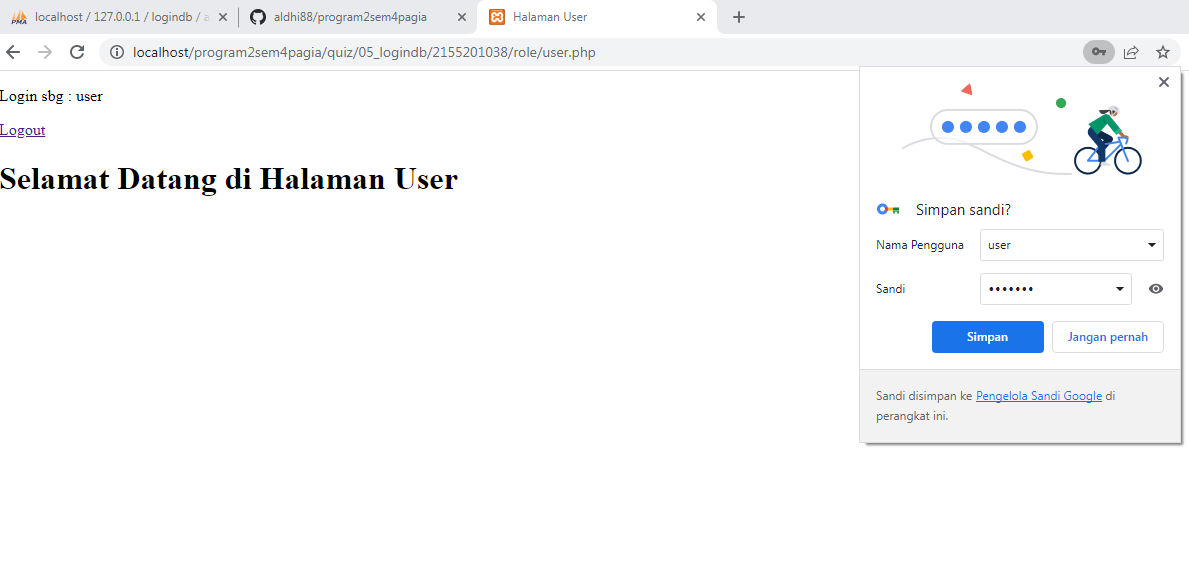 PMA
localhost / 127.0.0.1 / logindb / a
aldhi88/program2sem4pagia
Halaman User
localhost/program2sem4pagia/quiz/05_logindb/2155201038/role/user.php
Login sbg : user
Logout
Selamat Datang di Halaman User
Simpan sandi?
Nama Pengguna
user
Sandi
•••••••
Simpan
Jangan pernah
Sandi disimpan ke Pengelola Sandi Google di
perangkat ini.